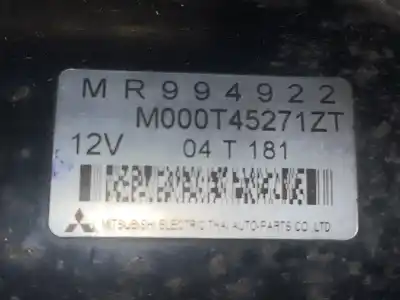 MR994922
M000T45271ZT
12V 04 T 181
MITSUBISHI ELECTRIC THAI AUTO-PARTS CO.,LTD.